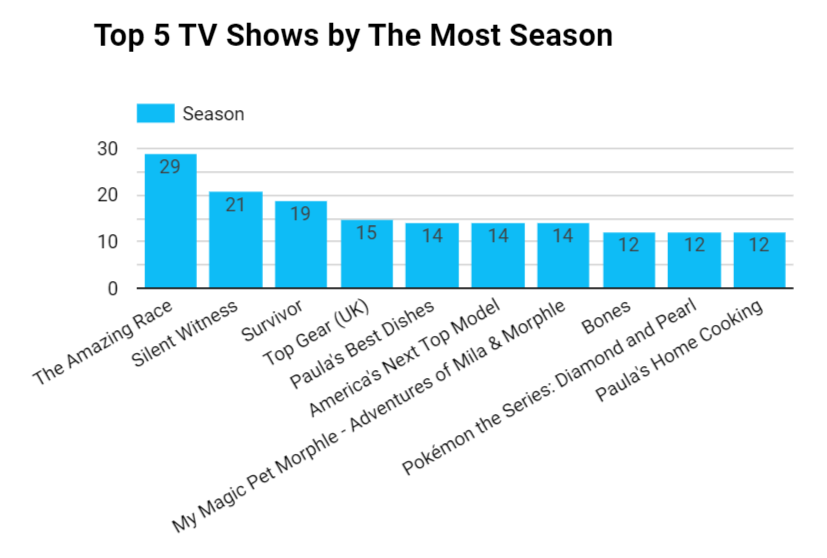 Top 5 TV Shows by The Most Season
Season
30
20
10
0
29
21
19
15
14
14
14
12
12
12
The Amazing Race
Silent Witness
Survivor
Top Gear (UK)
Paula's Best Dishes
America's Next Top Model
My Magic Pet Morphle - Adventures of Mila & Morphle
Bones
Pokémon the Series: Diamond and Pearl
Paula's Home Cooking